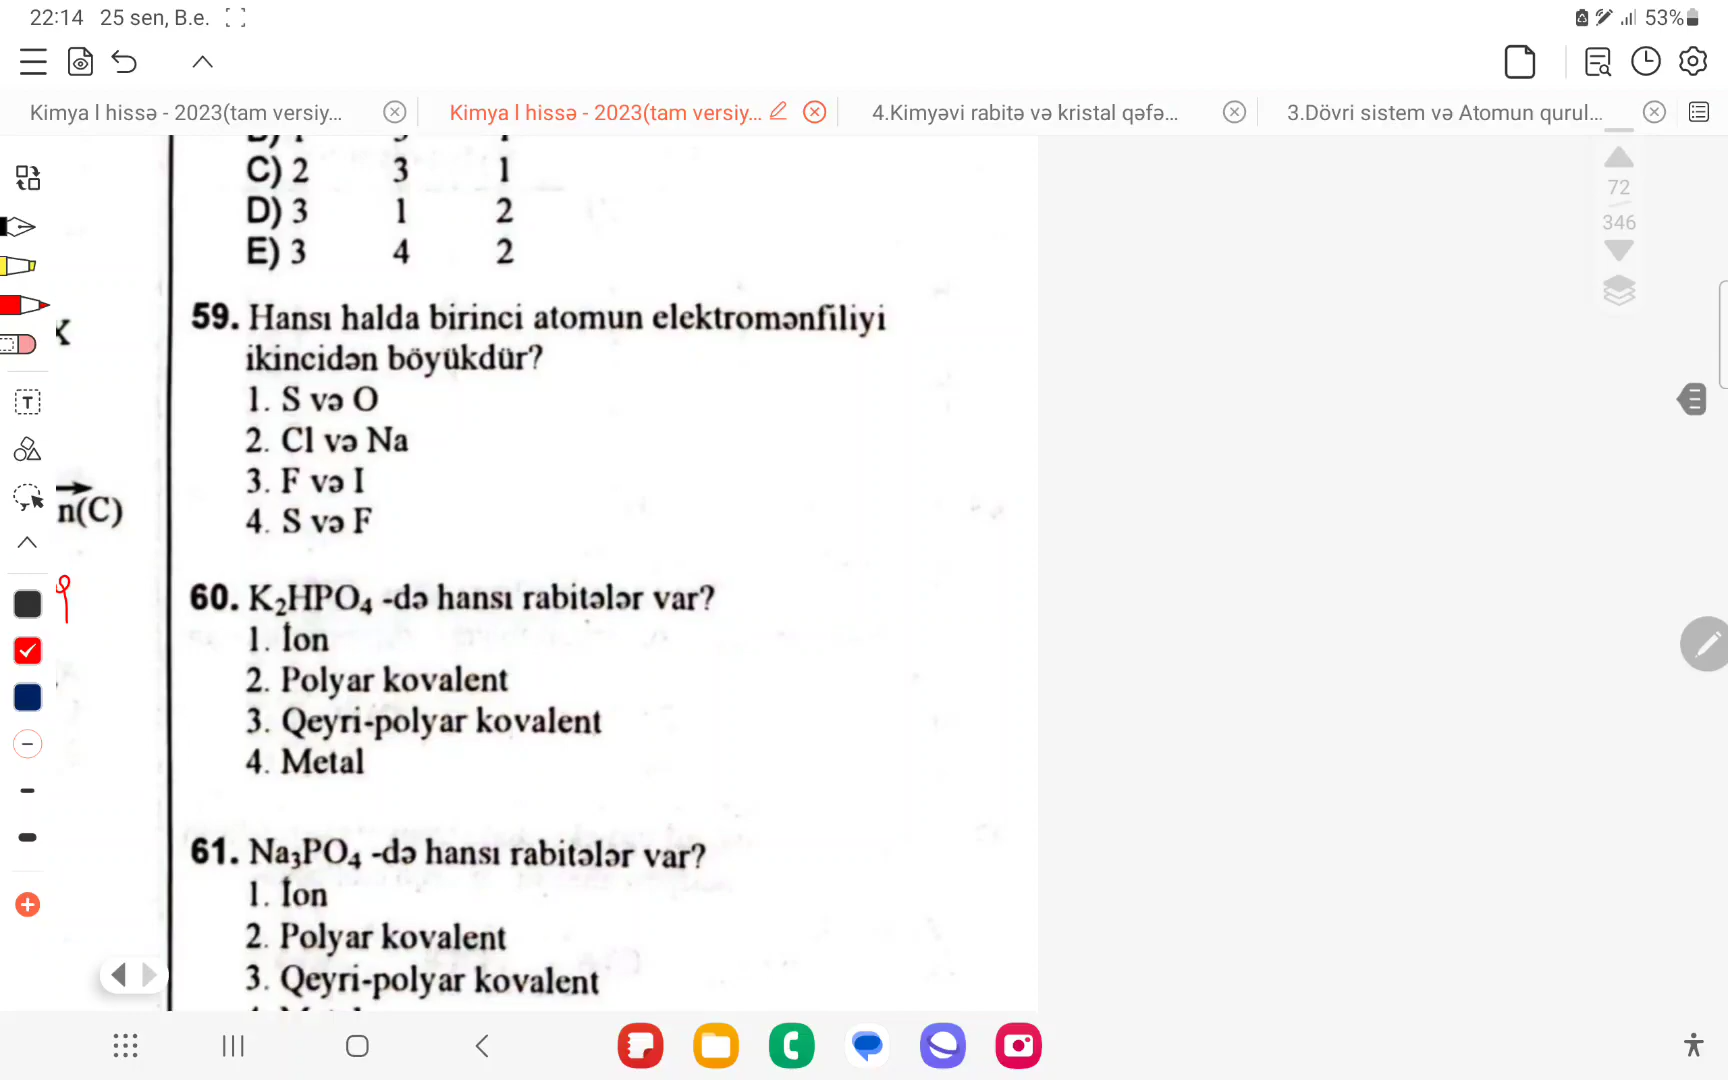 22:14 25 sen, B.e. 53%
Kimya l hissə - 2023(tam versiy... Kimya l hissə - 2023(tam versiy... 4.Kimyəvi rabitə və kristal qəfə... 3.Dövri sistem və Atomun qurul...
C) 2 3 1
D) 3 1 2
E) 3 4 2
59. Hansı halda birinci atomun elektromənfiliyi
ikincidən böyükdür?
1. S və O
2. Cl və Na
3. F və I
4. S və F
n(C)
60. K₂HPO₄ -də hansı rabitələr var?
1. İon
2. Polyar kovalent
3. Qeyri-polyar kovalent
4. Metal
61. Na₃PO₄ -də hansı rabitələr var?
1. İon
2. Polyar kovalent
3. Qeyri-polyar kovalent
72
346
T